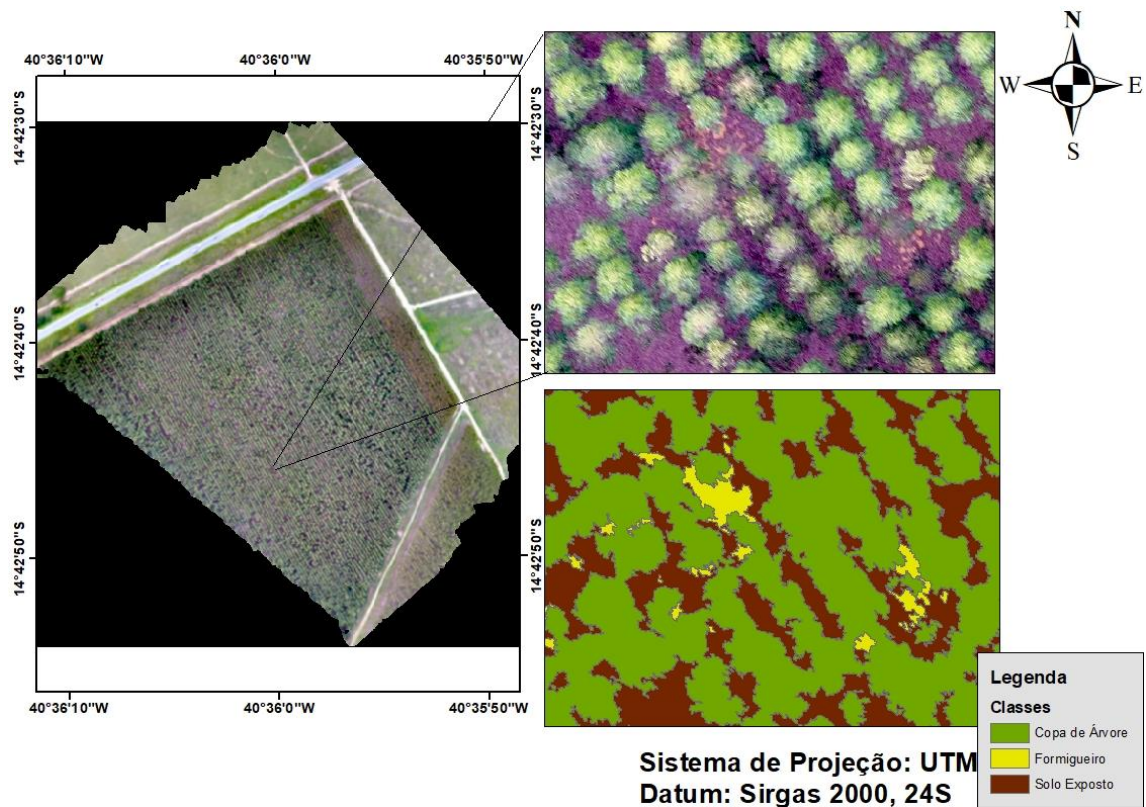 40°36'10"W
40°36'0"W
40°35'50"W
14°42'30"S
14°42'40"S
14°42'50"S
14°42'30"S
14°42'40"S
14°42'50"S
40°36'10"W
40°36'0"W
40°35'50"W
N
W
E
S
Legenda
Classes
Copa de Árvore
Formigueiro
Solo Exposto
Sistema de Projeção: UTM
Datum: Sirgas 2000, 24S